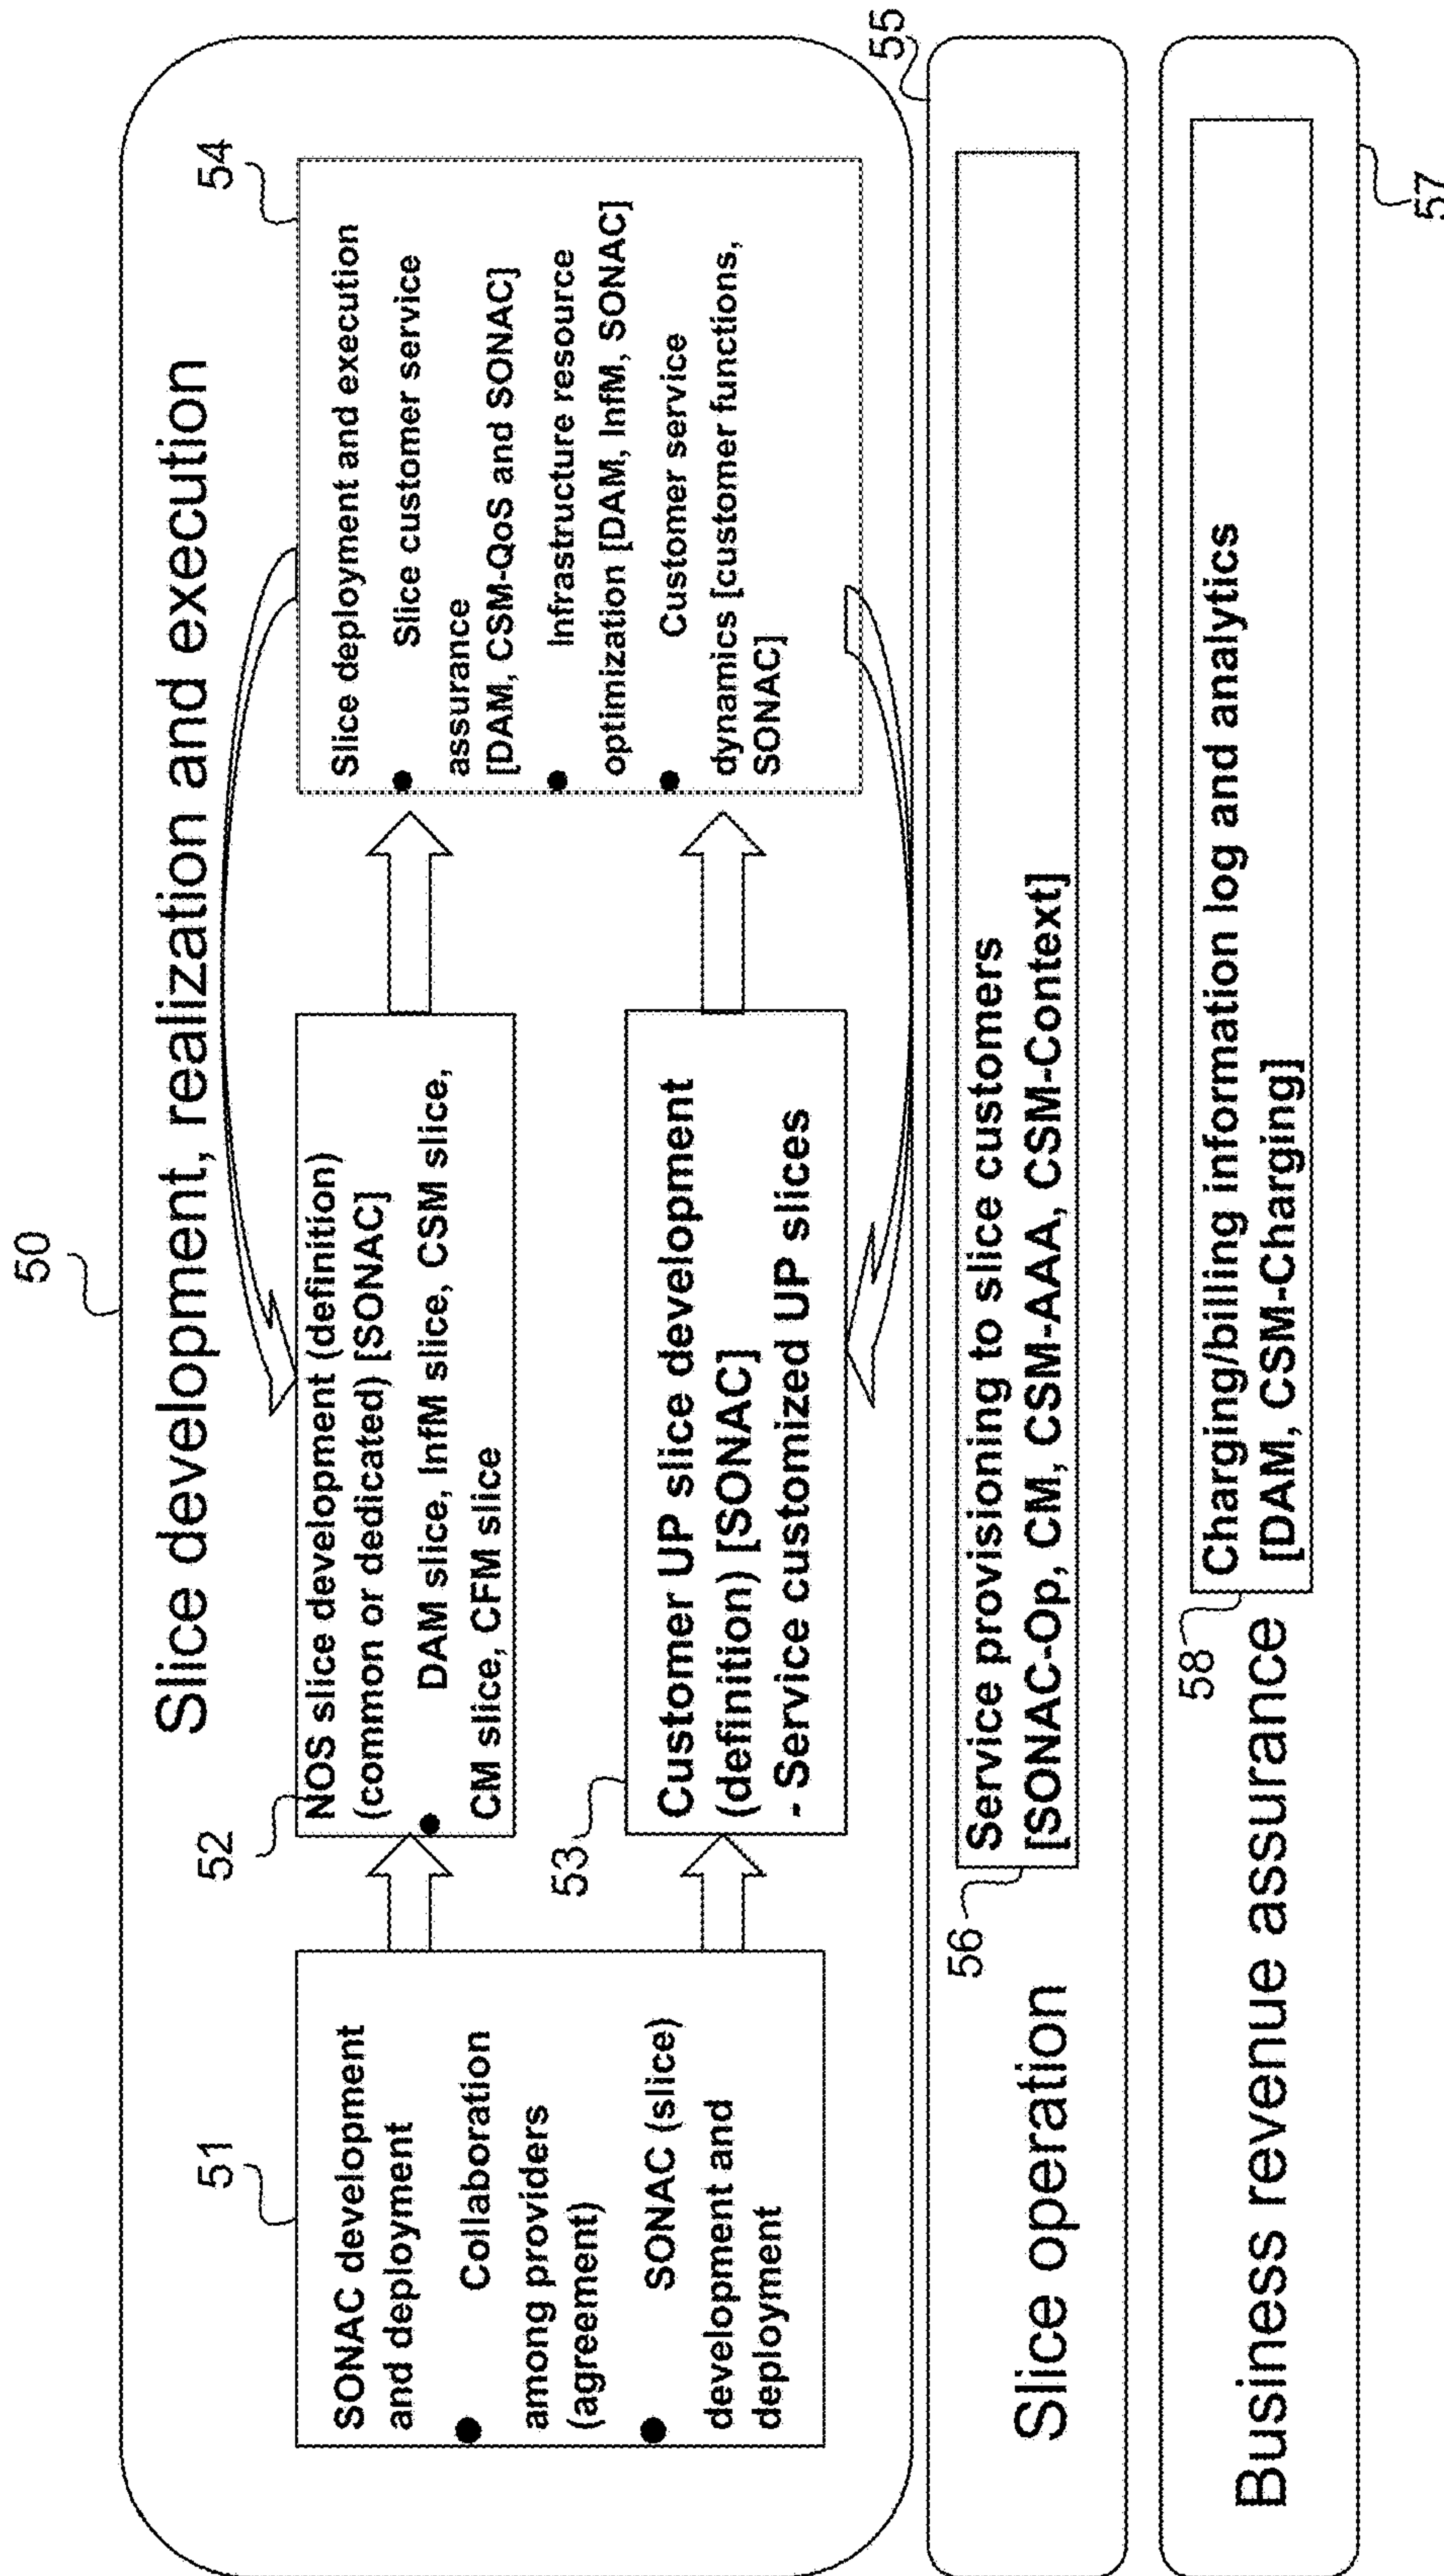 50
Slice development, realization and execution
51
SONAC development
and deployment
● Collaboration
among providers
(agreement)
● SONAC (slice)
development and
deployment
52
NOS slice development (definition)
(common or dedicated) [SONAC]
● DAM slice, InfM slice, CSM slice,
CM slice, CFM slice
53
Customer UP slice development
(definition) [SONAC]
- Service customized UP slices
54
Slice deployment and execution
● Slice customer service
assurance
[DAM, CSM-QoS and SONAC]
● Infrastructure resource
optimization [DAM, InfM, SONAC]
● Customer service
dynamics [customer functions,
SONAC]
55
Slice operation
56
Service provisioning to slice customers
[SONAC-Op, CM, CSM-AAA, CSM-Context]
57
Business revenue assurance
58
Charging/billing information log and analytics
[DAM, CSM-Charging]